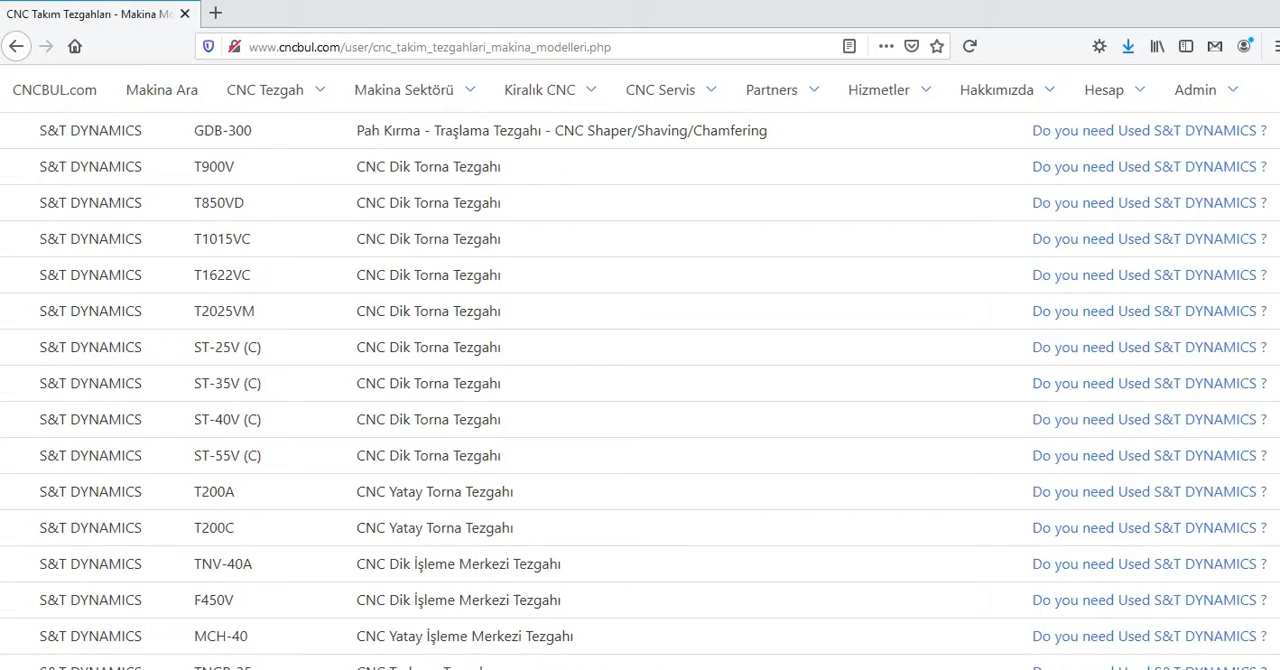 CNC Takım Tezgahları - Makina Mo
www.cncbul.com/user/cnc_takim_tezgahlari_makina_modelleri.php
CNCBUL.com Makina Ara CNC Tezgah Makina Sektörü Kiralık CNC CNC Servis Partners Hizmetler Hakkımızda Hesap Admin
S&T DYNAMICS GDB-300 Pah Kırma - Traşlama Tezgahı - CNC Shaper/Shaving/Chamfering Do you need Used S&T DYNAMICS ?
S&T DYNAMICS T900V CNC Dik Torna Tezgahı Do you need Used S&T DYNAMICS ?
S&T DYNAMICS T850VD CNC Dik Torna Tezgahı Do you need Used S&T DYNAMICS ?
S&T DYNAMICS T1015VC CNC Dik Torna Tezgahı Do you need Used S&T DYNAMICS ?
S&T DYNAMICS T1622VC CNC Dik Torna Tezgahı Do you need Used S&T DYNAMICS ?
S&T DYNAMICS T2025VM CNC Dik Torna Tezgahı Do you need Used S&T DYNAMICS ?
S&T DYNAMICS ST-25V (C) CNC Dik Torna Tezgahı Do you need Used S&T DYNAMICS ?
S&T DYNAMICS ST-35V (C) CNC Dik Torna Tezgahı Do you need Used S&T DYNAMICS ?
S&T DYNAMICS ST-40V (C) CNC Dik Torna Tezgahı Do you need Used S&T DYNAMICS ?
S&T DYNAMICS ST-55V (C) CNC Dik Torna Tezgahı Do you need Used S&T DYNAMICS ?
S&T DYNAMICS T200A CNC Yatay Torna Tezgahı Do you need Used S&T DYNAMICS ?
S&T DYNAMICS T200C CNC Yatay Torna Tezgahı Do you need Used S&T DYNAMICS ?
S&T DYNAMICS TNV-40A CNC Dik İşleme Merkezi Tezgahı Do you need Used S&T DYNAMICS ?
S&T DYNAMICS F450V CNC Dik İşleme Merkezi Tezgahı Do you need Used S&T DYNAMICS ?
S&T DYNAMICS MCH-40 CNC Yatay İşleme Merkezi Tezgahı Do you need Used S&T DYNAMICS ?
S&T DYNAMICS Do you need Used S&T DYNAMICS ?